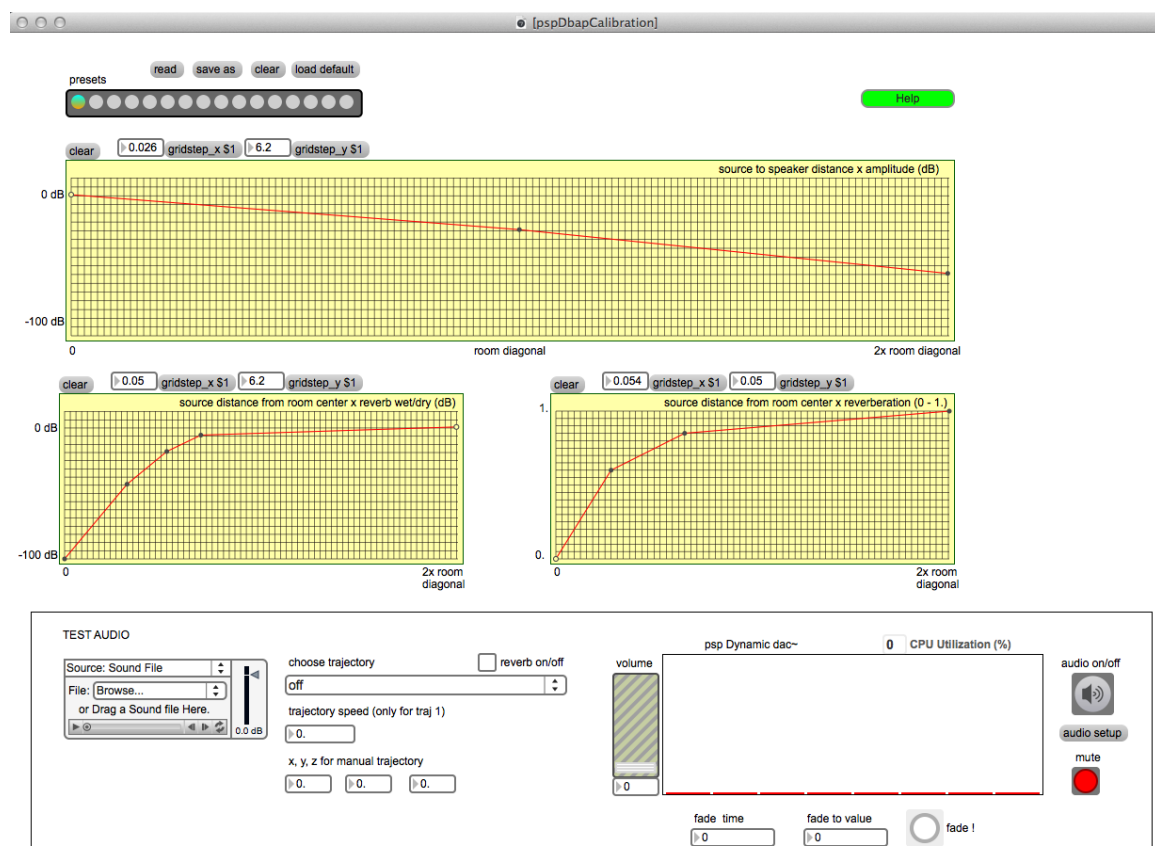 [pspDbapCalibration]
read save as clear load default
presets
Help
clear 0.026 gridstep_x $1 6.2 gridstep_y $1
source to speaker distance x amplitude (dB)
0 dB
-100 dB
0 room diagonal 2x room diagonal
clear 0.05 gridstep_x $1 6.2 gridstep_y $1
source distance from room center x reverb wet/dry (dB)
0 dB
-100 dB
0 2x room
diagonal
clear 0.054 gridstep_x $1 0.05 gridstep_y $1
source distance from room center x reverberation (0 - 1.)
1.
0.
0 2x room
diagonal
TEST AUDIO
Source: Sound File
File: Browse...
or Drag a Sound file Here.
0.0 dB
choose trajectory
reverb on/off
off
trajectory speed (only for traj 1)
0.
x, y, z for manual trajectory
0. 0. 0.
volume
0
psp Dynamic dac~
0 CPU Utilization (%)
audio on/off
audio setup
mute
fade time
0
fade to value
0
fade !